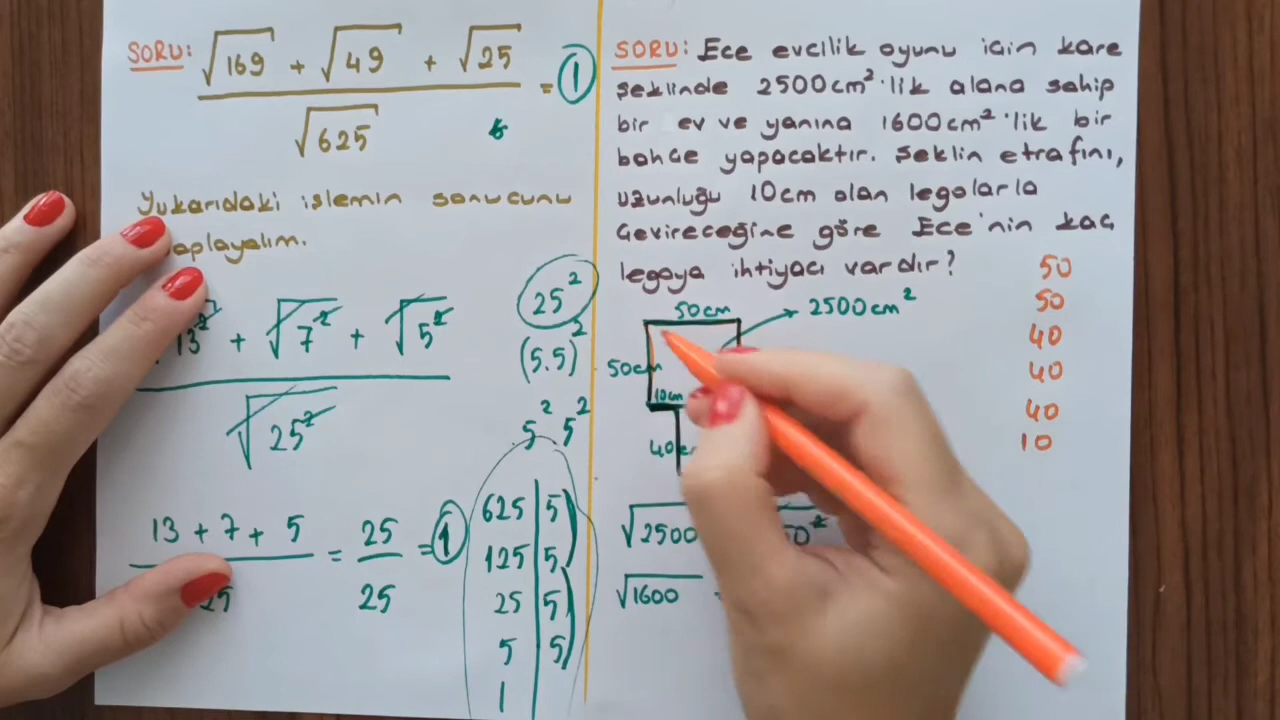 SORU: √169 + √49 + √25 = 1
√625
Yukarıdaki işlemin sonucunu
aplayalım.
13² + √7² + √5²
√25²
25²
(5.5)²
5² 5²
13 + 7 + 5 = 25 = 1
25 25
625 5
125 5
25 5
5 5
1
SORU: Ece evcilik oyunu için kare
şeklinde 2500cm²'lik alana sahip
bir ev ve yanına 1600cm²'lik bir
bahçe yapacaktır. Şeklin etrafını,
uzunluğu 10cm olan legolarla
çevireceğine göre Ece'nin kaç
legoya ihtiyacı vardır?
50cm 2500cm²
50cm
10cm
40c
√2500 50²
√1600
50
50
40
40
40
10